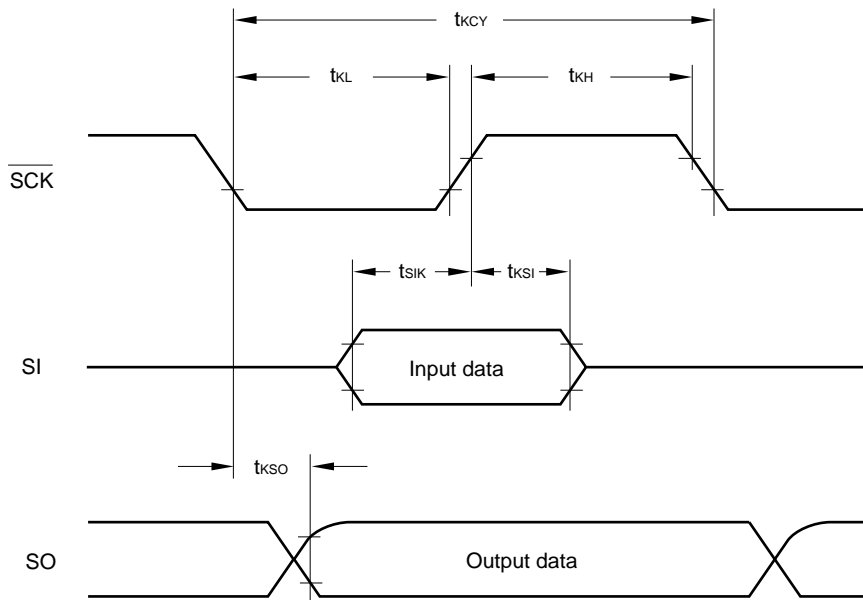 tKCY
tKL
tKH
SCK
tSIK
tKSI
SI
Input data
tKSO
SO
Output data